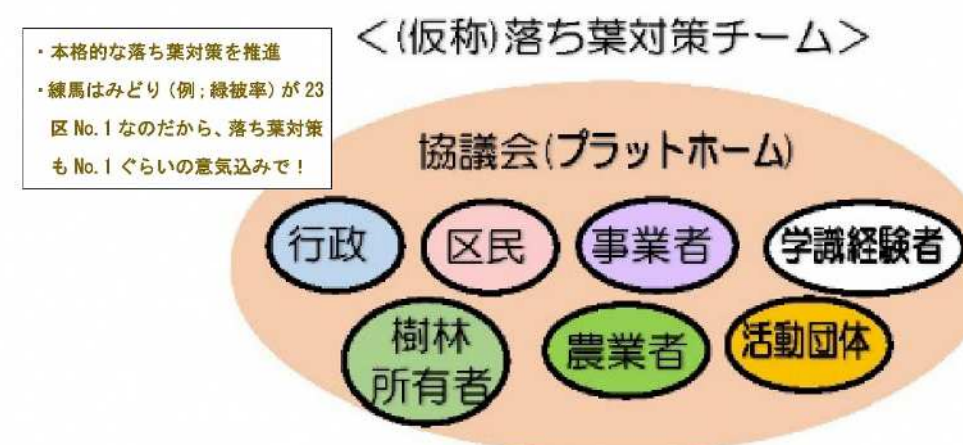 ・本格的な落ち葉対策を推進
・練馬はみどり(例;緑被率)が23
区No.1なのだから、落ち葉対策
もNo.1ぐらいの意気込みで！
＜(仮称)落ち葉対策チーム＞
協議会(プラットホーム)
行政
区民
事業者
学識経験者
樹林
所有者
農業者
活動団体